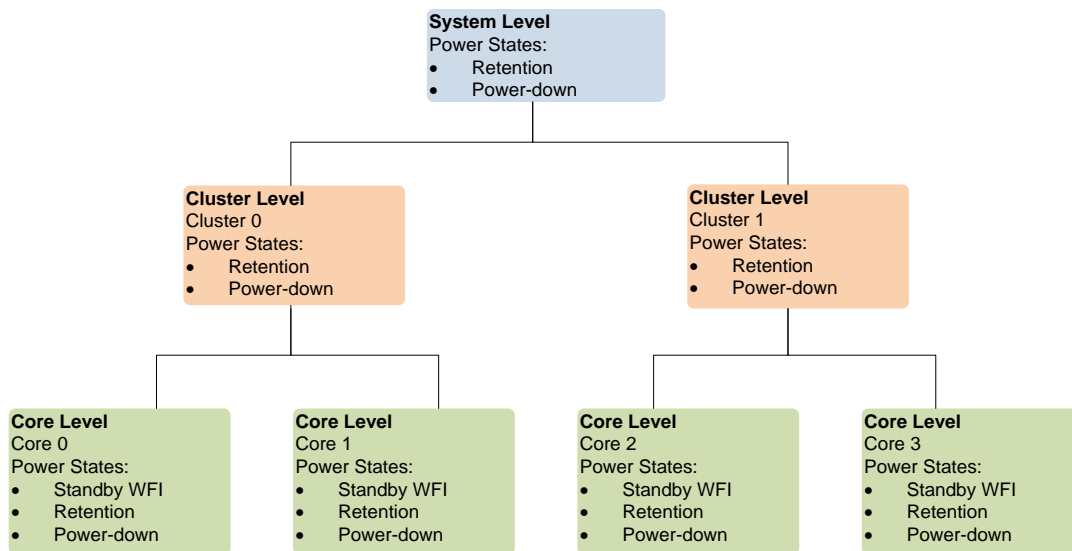 System Level
Power States:
• Retention
• Power-down
Cluster Level
Cluster 0
Power States:
• Retention
• Power-down
Cluster Level
Cluster 1
Power States:
• Retention
• Power-down
Core Level
Core 0
Power States:
• Standby WFI
• Retention
• Power-down
Core Level
Core 1
Power States:
• Standby WFI
• Retention
• Power-down
Core Level
Core 2
Power States:
• Standby WFI
• Retention
• Power-down
Core Level
Core 3
Power States:
• Standby WFI
• Retention
• Power-down